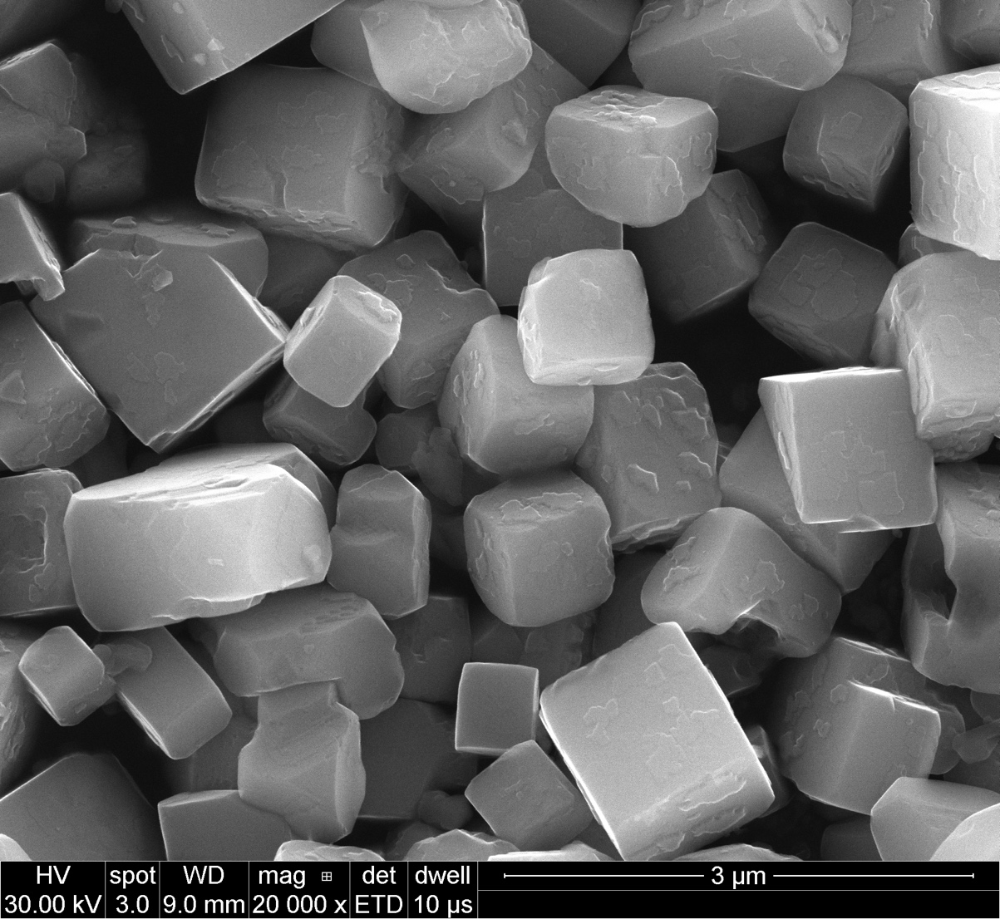 HV spot WD mag ⊞ det dwell 3 µm
30.00 kV 3.0 9.0 mm 20 000 x ETD 10 µs